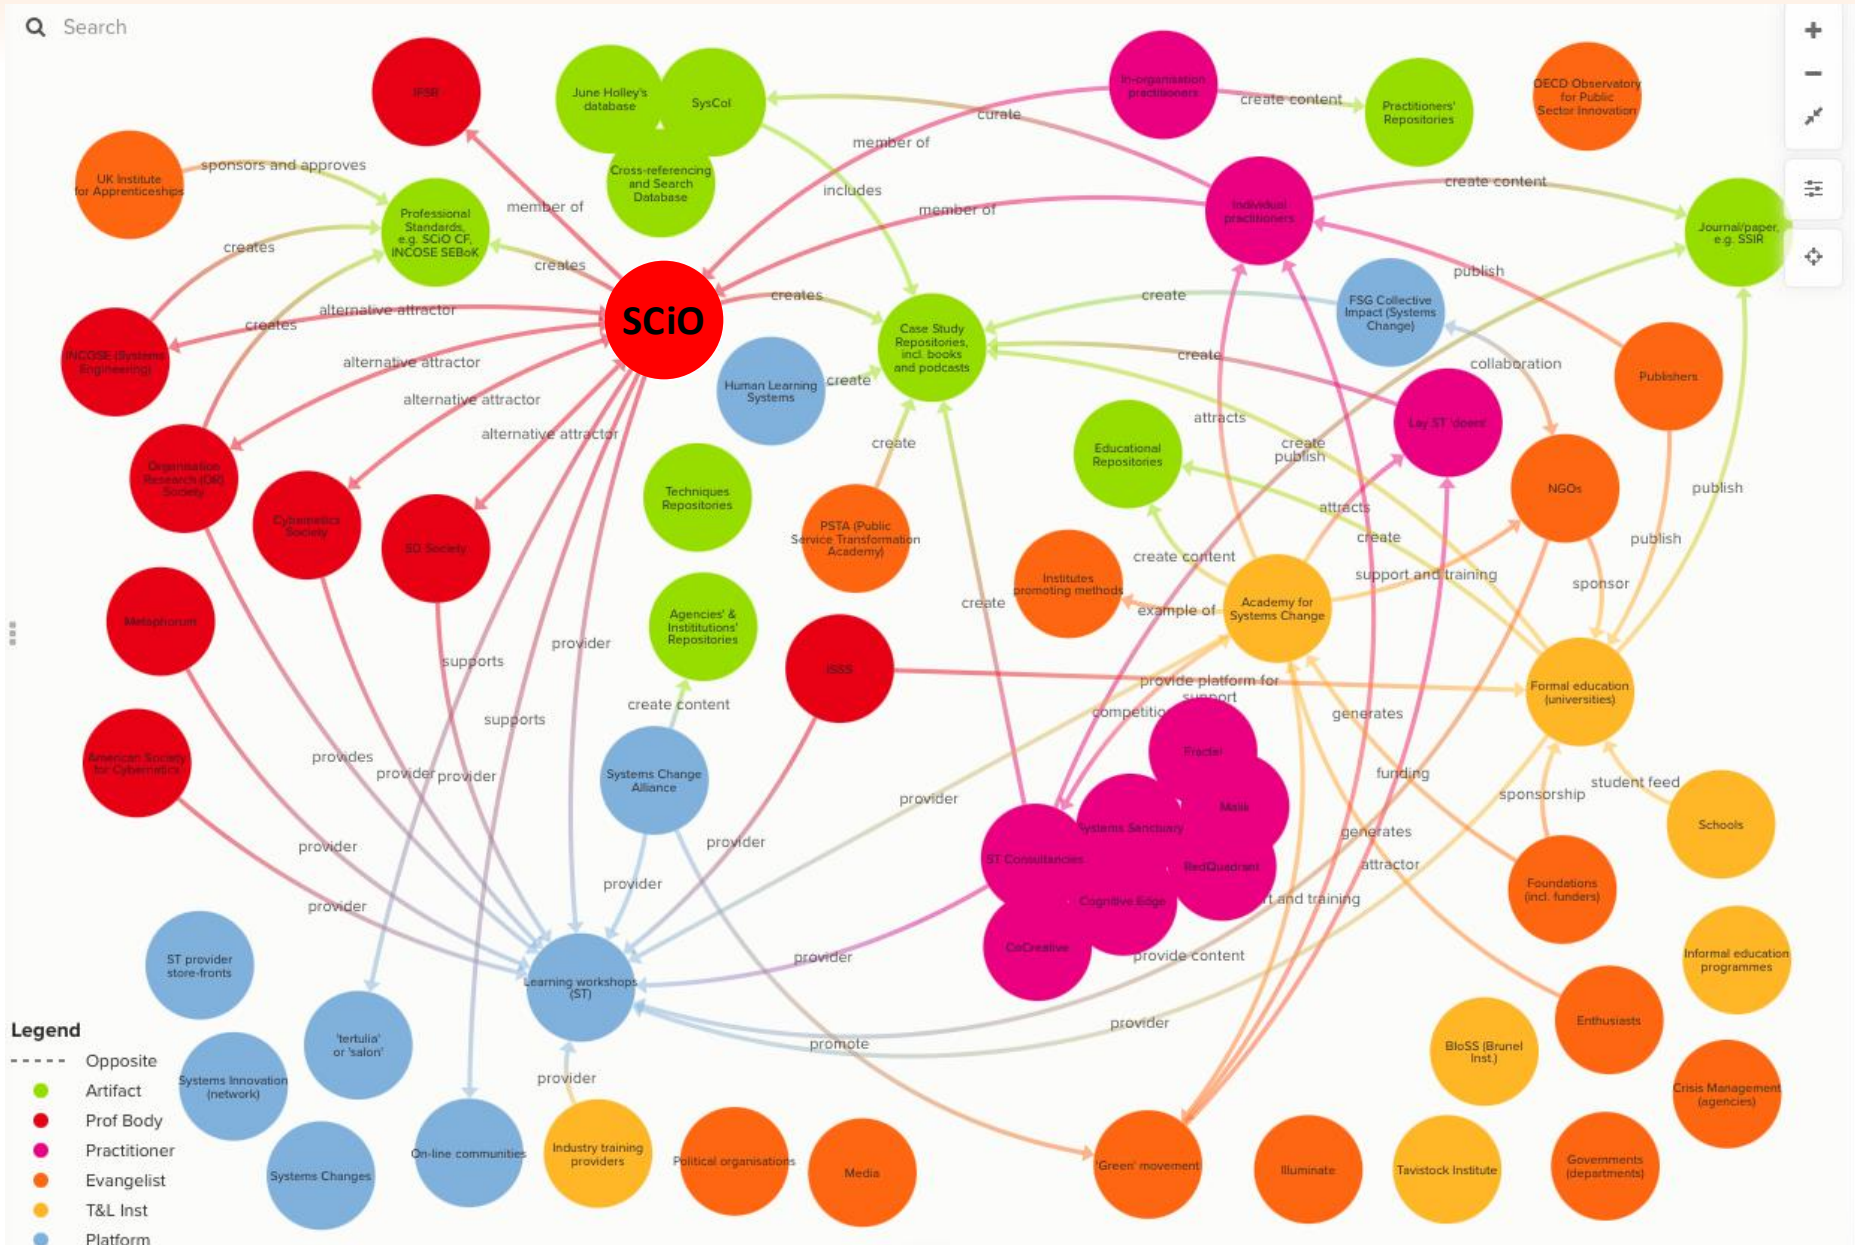 Search
IFSR
June Holley's
database
SysCoI
Cross-referencing
and Search
Database
In-organisation
practitioners
create content
Practitioners'
Repositories
OECD Observatory
for Public
Sector Innovation
UK Institute
for Apprenticeships
sponsors and approves
Professional
Standards,
e.g. SCiO CF,
INCOSE SEBoK
member of
curate
member of
includes
member of
Individual
practitioners
create content
Journal/paper,
e.g. SSIR
creates
creates
publish
SCiO
creates
alternative attractor
creates
INCOSE (Systems
Engineering)
alternative attractor
alternative attractor
alternative attractor
Case Study
Repositories,
incl. books
and podcasts
create
FSG Collective
Impact (Systems
Change)
collaboration
Publishers
Human Learning
Systems
create
create
attracts
Lay ST 'doers'
create
Educational
Repositories
create
publish
NGOs
publish
Organisation
Research (OR)
Society
Cybernetics
Society
SD Society
Techniques
Repositories
PSTA (Public
Service Transformation
Academy)
attracts
create
publish
create content
Institutes
promoting methods
create
example of
Academy for
Systems Change
support and training
sponsor
Metaphorum
supports
provider
Agencies' &
Instititutions'
Repositories
ISSS
provide platform for
support
Formal education
(universities)
create content
competitio
generates
supports
American Society
for Cybernetics
provides
provider
provider
Systems Change
Alliance
Fractal
funding
student feed
sponsorship
provider
Mask
Systems Sanctuary
Schools
provider
provider
generates
ST Consultancies
RedQuadrant
attractor
provider
Foundations
(incl. funders)
provider
Cognitive Edge
rt and training
CoCreative
provider
provide content
Informal education
programmes
ST provider
store-fronts
Learning workshops
(ST)
provider
promote
Enthusiasts
'tertulia'
or 'salon'
BIoSS (Brunel
Inst.)
Systems Innovation
(network)
provider
Crisis Management
(agencies)
On-line communities
Industry training
providers
Political organisations
Media
'Green' movement
Illuminate
Tavistock Institute
Governments
(departments)
Systems Changes
Legend
Opposite
Artifact
Prof Body
Practitioner
Evangelist
T&L Inst
Platform